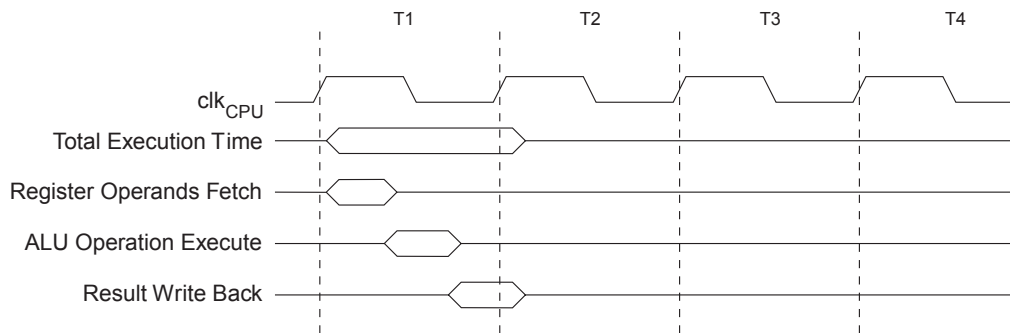 T1 T2 T3 T4
clkCPU
Total Execution Time
Register Operands Fetch
ALU Operation Execute
Result Write Back